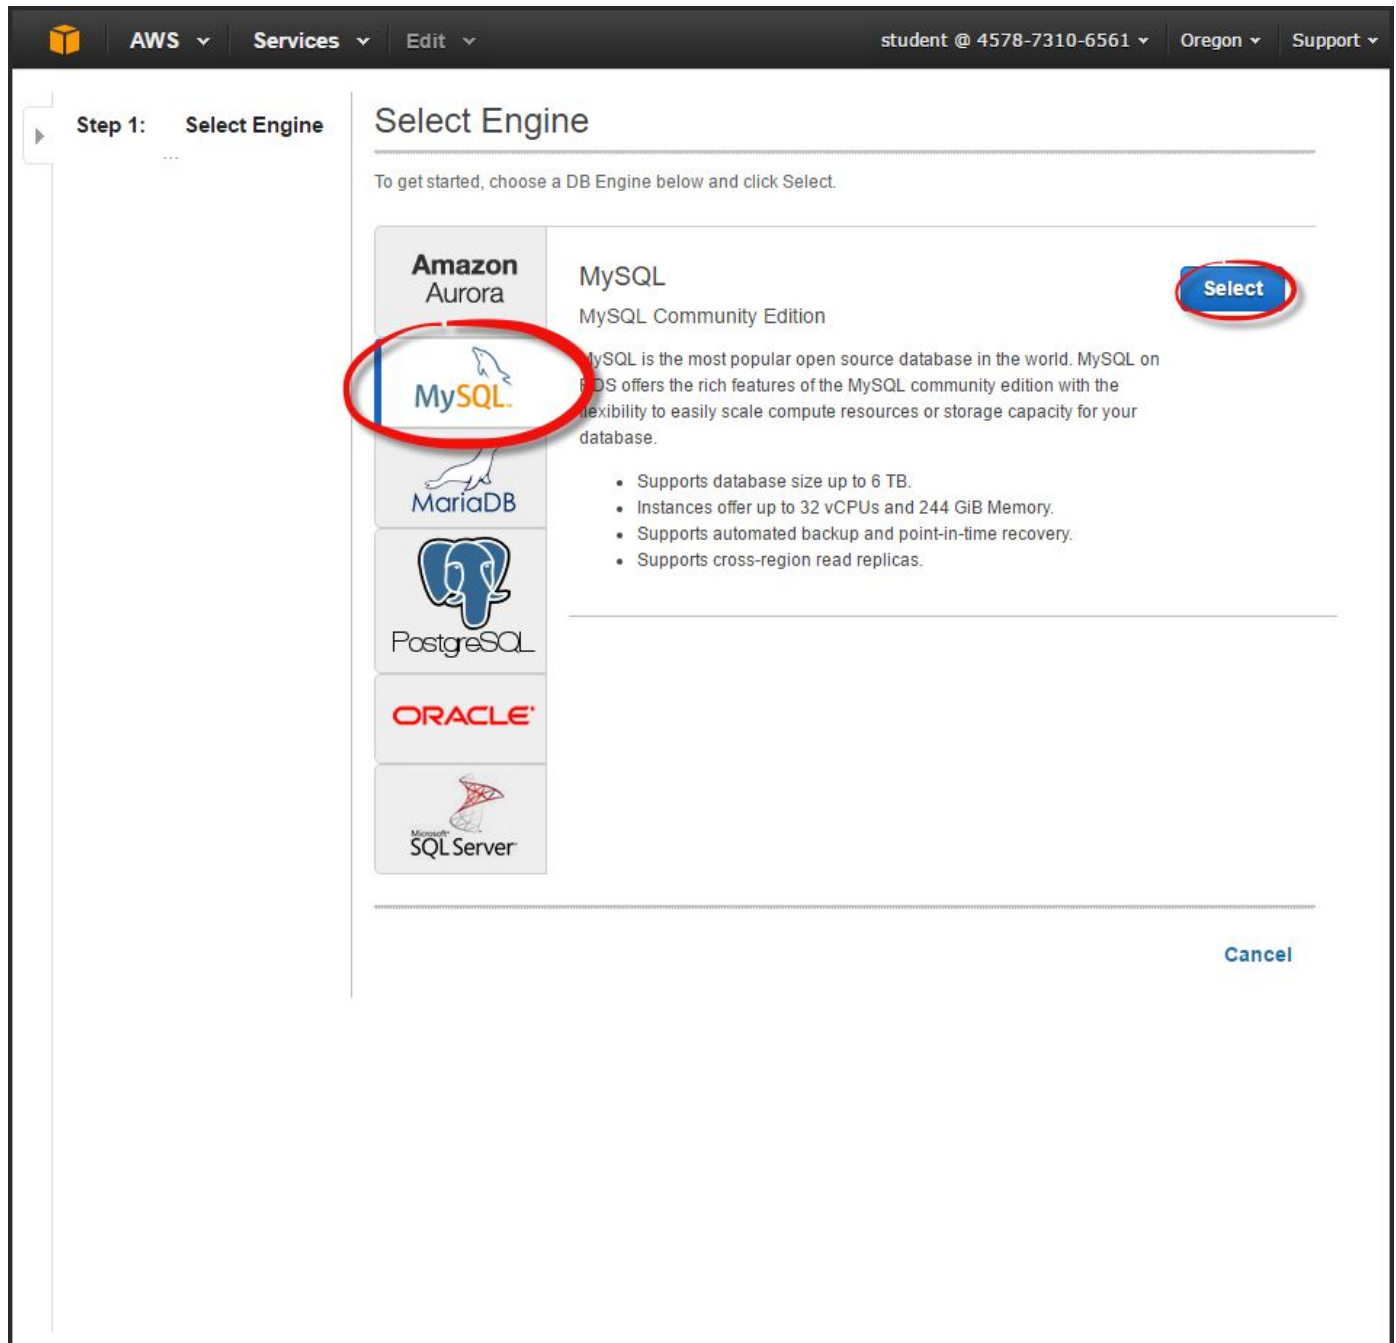 AWS Services Edit student @ 4578-7310-6561 Oregon Support
Step 1: Select Engine
...
Select Engine
To get started, choose a DB Engine below and click Select.
Amazon
Aurora
MySQL
MariaDB
PostgreSQL
ORACLE
Microsoft
SQL Server
MySQL
Select
MySQL Community Edition
MySQL is the most popular open source database in the world. MySQL on
RDS offers the rich features of the MySQL community edition with the
flexibility to easily scale compute resources or storage capacity for your
database.
• Supports database size up to 6 TB.
• Instances offer up to 32 vCPUs and 244 GiB Memory.
• Supports automated backup and point-in-time recovery.
• Supports cross-region read replicas.
Cancel